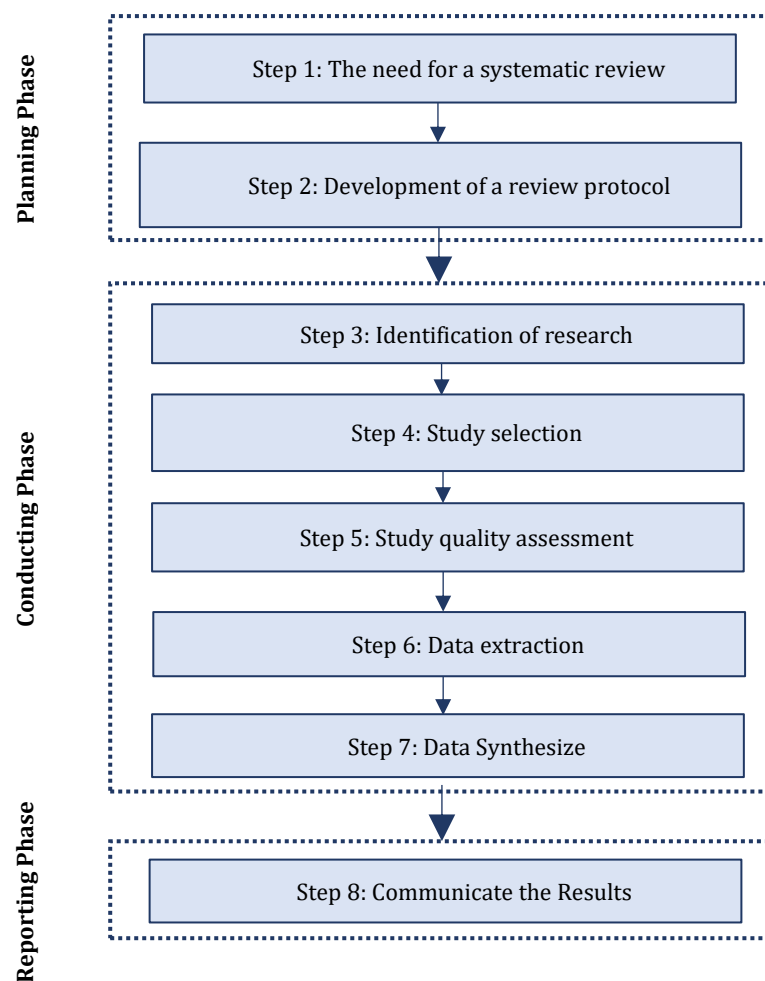 Planning Phase
Step 1: The need for a systematic review
Step 2: Development of a review protocol
Conducting Phase
Step 3: Identification of research
Step 4: Study selection
Step 5: Study quality assessment
Step 6: Data extraction
Step 7: Data Synthesize
Reporting Phase
Step 8: Communicate the Results